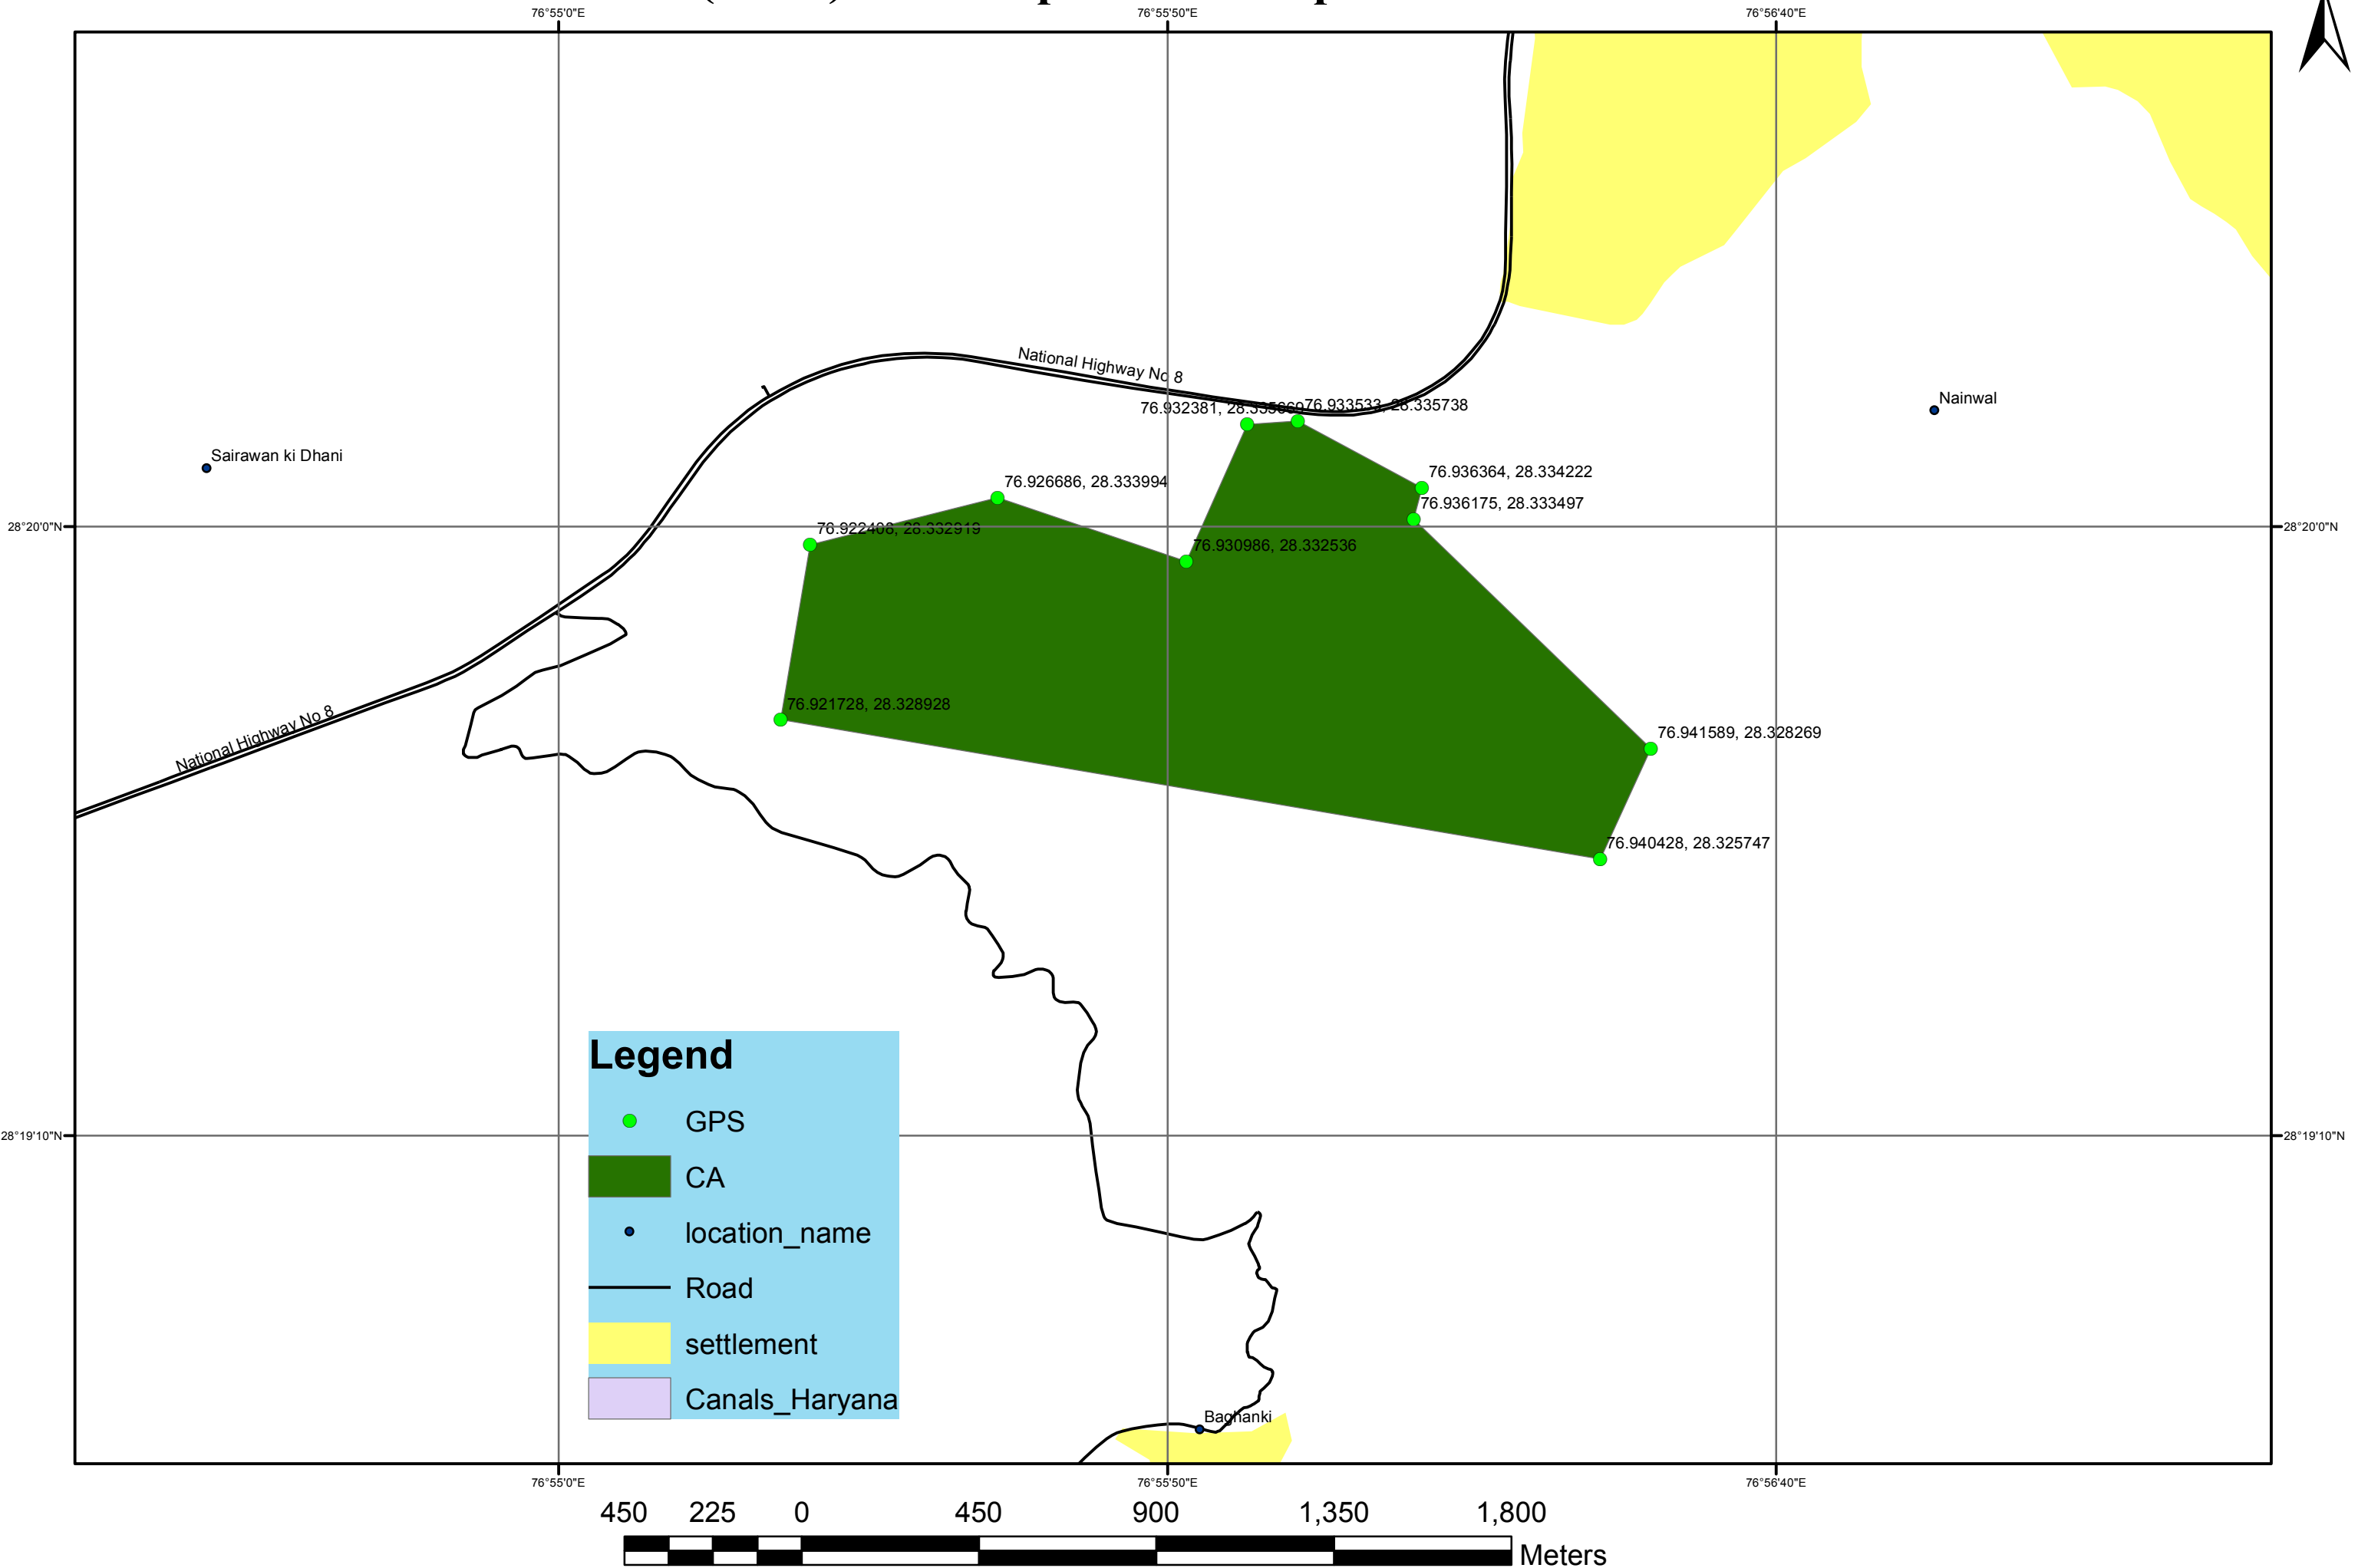 76°55'0"E
76°55'50"E
76°56'40"E
National Highway No 8
Nainwal
76.932381, 28.335669
76.933533, 28.335738
Sairawan ki Dhani
76.936364, 28.334222
76.926686, 28.333994
76.936175, 28.333497
28°20'0"N
76.922408, 28.332919
28°20'0"N
76.930986, 28.332536
76.921728, 28.328928
National Highway No 8
76.941589, 28.328269
76.940428, 28.325747
Legend
GPS
28°19'10"N
28°19'10"N
CA
location_name
Road
settlement
Canals_Haryana
Baghanki
76°55'0"E
76°55'50"E
76°56'40"E
450 225 0 450 900 1,350 1,800
Meters